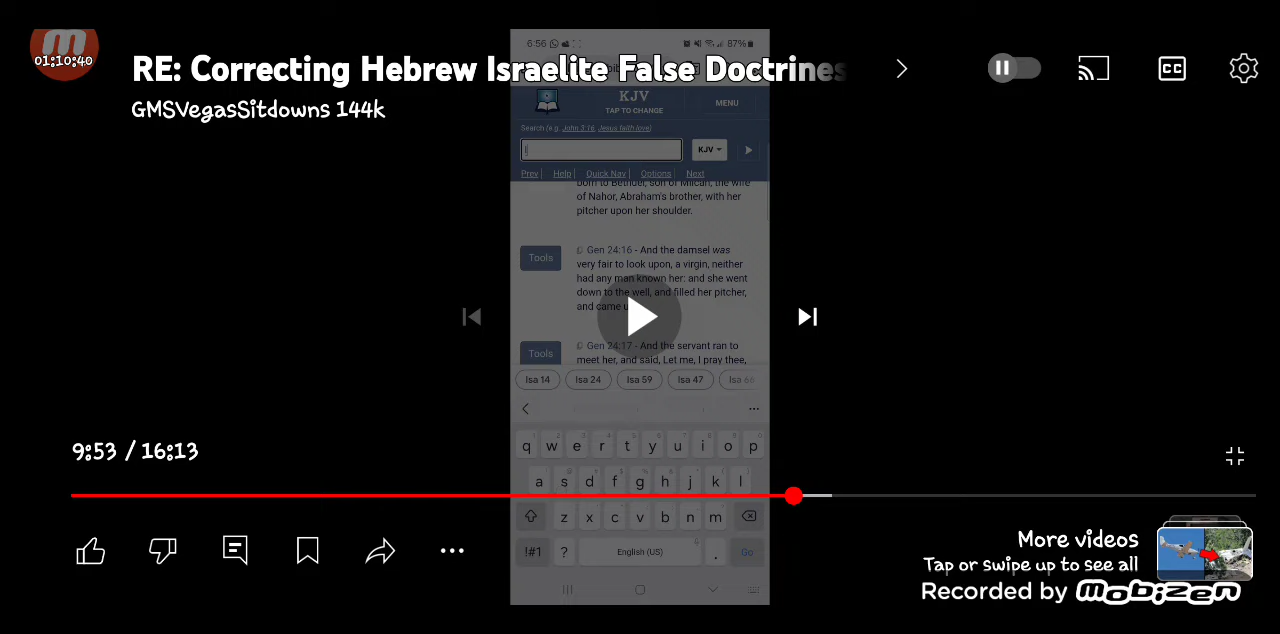 01:10:40
RE: Correcting Hebrew Israelite False Doctrines
GMSVegasSitdowns 144k
6:56
87%
KJV
TAP TO CHANGE
MENU
Search (e.g. John 3:16, Jesus faith love)
KJV
Prev | Help | Quick Nav | Options | Next
born to Bethuel, son of Milcah, the wife
of Nahor, Abraham's brother, with her
pitcher upon her shoulder.
Tools
Gen 24:16 - And the damsel was
very fair to look upon, a virgin, neither
had any man known her: and she went
down to the well, and filled her pitcher,
and came
Tools
Gen 24:17 - And the servant ran to
meet her, and said, Let me, I pray thee,
Isa 14 Isa 24 Isa 59 Isa 47 Isa 66
9:53 / 16:13
q w e r t y u i o p
a s d f g h j k l
z x c v b n m
!#1 ? English (US) . Go
More videos
Tap or swipe up to see all
Recorded by MOBIZEN